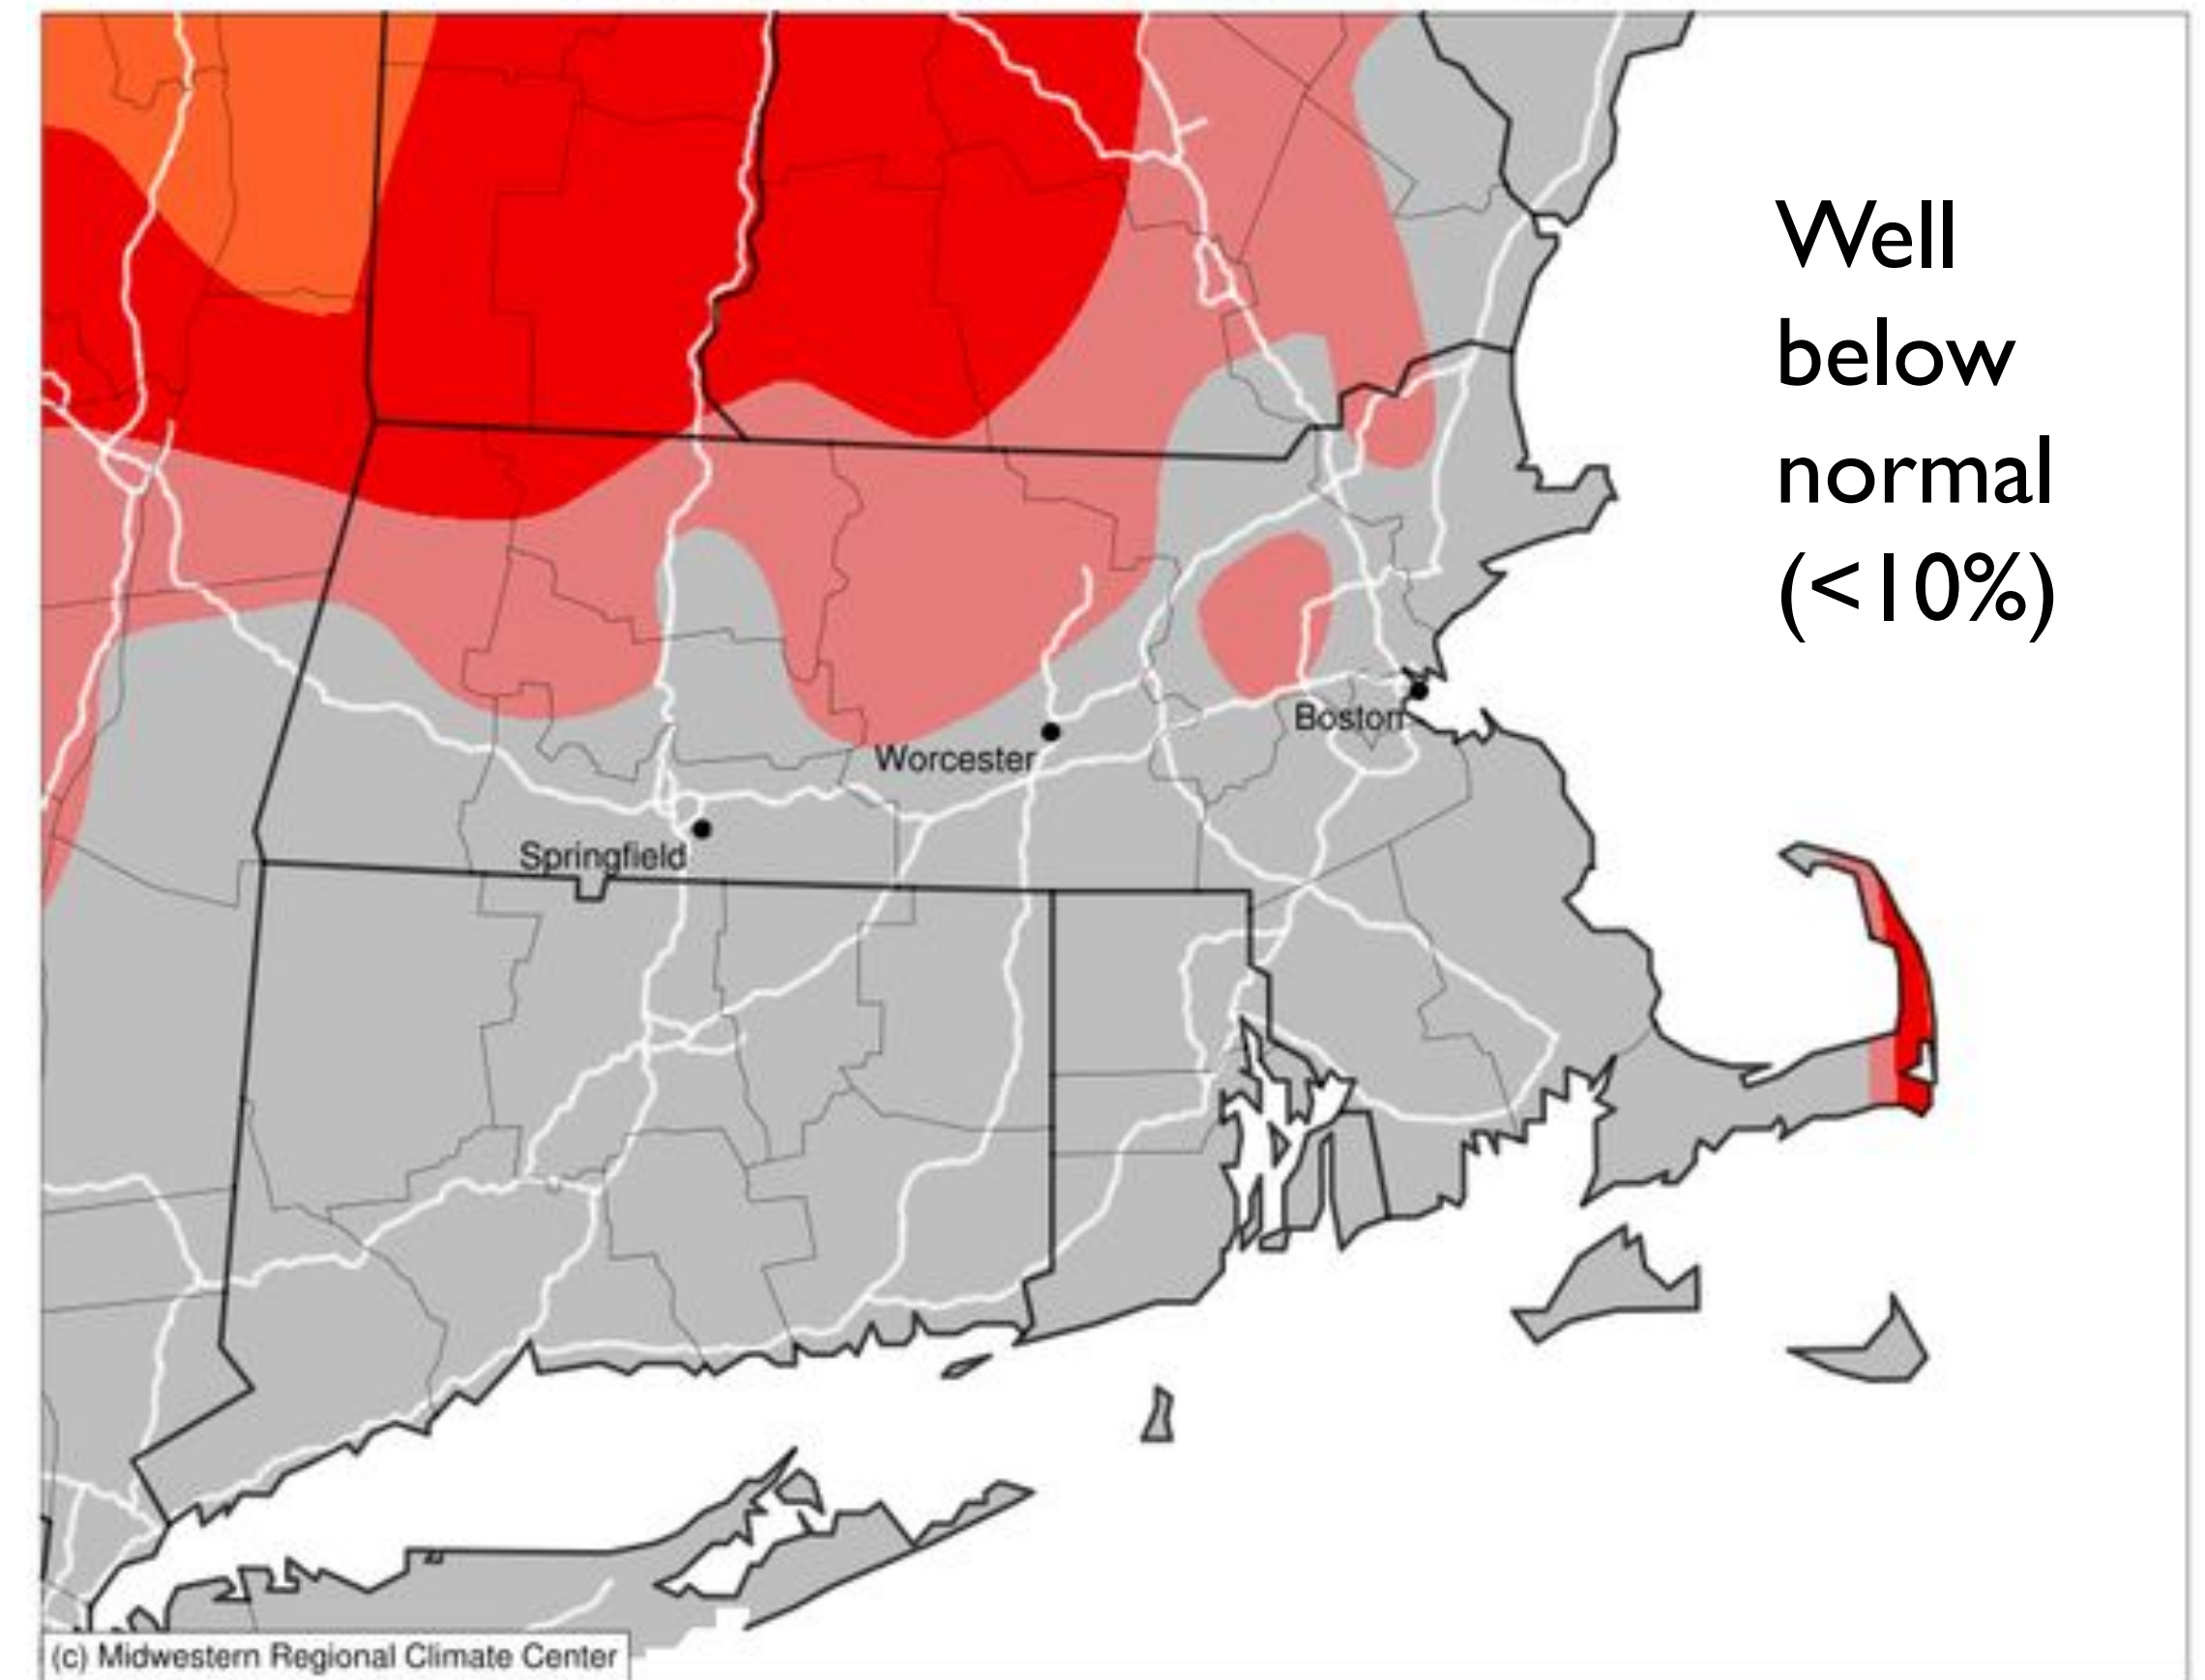 Well
below
normal
(<10%)
Boston
Worcester
Springfield
(c) Midwestern Regional Climate Center